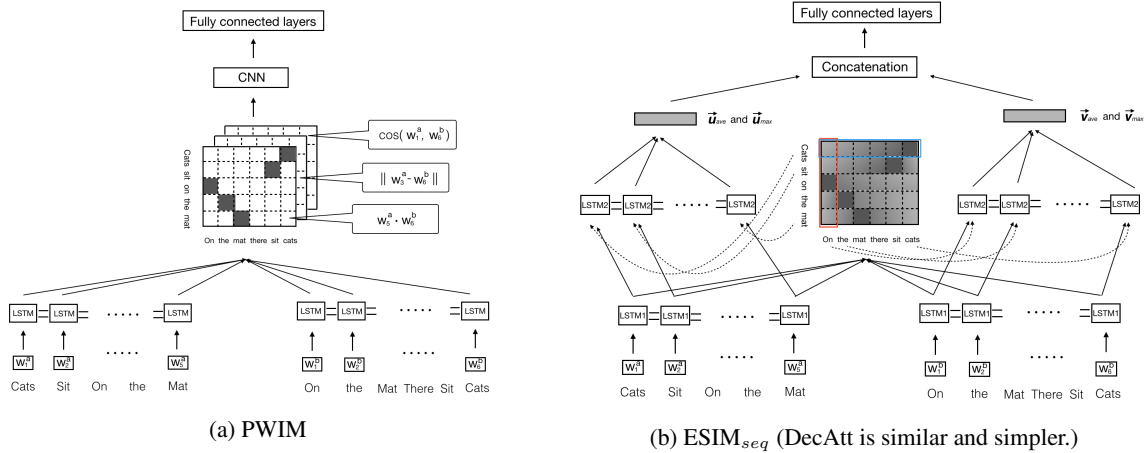 Fully connected layers
CNN
COS( w₁ᵃ, w₆ᵇ)
|| w₃ᵃ - w₆ᵇ ||
w₅ᵃ · w₆ᵇ
Cats sit on the mat
On the mat there sit cats
LSTM LSTM ..... LSTM LSTM LSTM ..... LSTM
w₁ᵃ w₂ᵃ ..... w₅ᵃ w₁ᵇ w₂ᵇ ..... w₆ᵇ
Cats Sit On the Mat On the Mat There Sit Cats
(a) PWIM
Fully connected layers
Concatenation
u⃗ave and u⃗max
v⃗ave and v⃗max
Cats sit on the mat
LSTM2 LSTM2 ..... LSTM2 LSTM2 LSTM2 ..... LSTM2
On the mat there sit cats
LSTM1 LSTM1 ..... LSTM1 LSTM1 LSTM1 ..... LSTM1
w₁ᵃ w₂ᵃ ..... w₅ᵃ w₁ᵇ w₂ᵇ ..... w₆ᵇ
Cats Sit On the Mat On the Mat There Sit Cats
(b) ESIMseq (DecAtt is similar and simpler.)